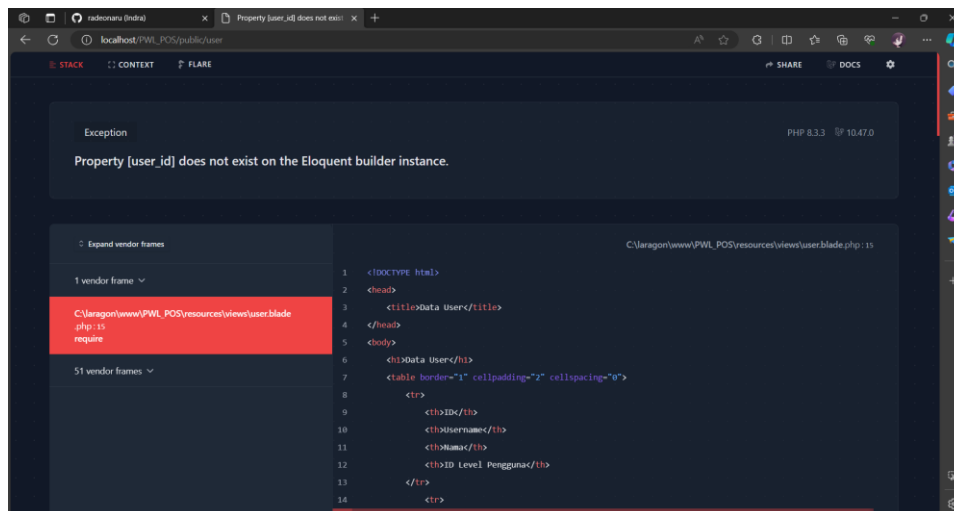 radeonaru (Indra)
Property [user_id] does not exist
localhost/PWL_POS/public/user
STACK
CONTEXT
FLARE
SHARE
DOCS
Exception
PHP 8.3.3
10.47.0
Property [user_id] does not exist on the Eloquent builder instance.
Expand vendor frames
1 vendor frame
C:\laragon\www\PWL_POS\resources\views\user.blade
.php:15
require
51 vendor frames
C:\laragon\www\PWL_POS\resources\views\user.blade.php:15
1 <!DOCTYPE html>
2 <head>
3 <title>Data User</title>
4 </head>
5 <body>
6 <h1>Data User</h1>
7 <table border="1" cellpadding="2" cellspacing="0">
8 <tr>
9 <th>ID</th>
10 <th>Username</th>
11 <th>Nama</th>
12 <th>ID Level Pengguna</th>
13 </tr>
14 <tr>